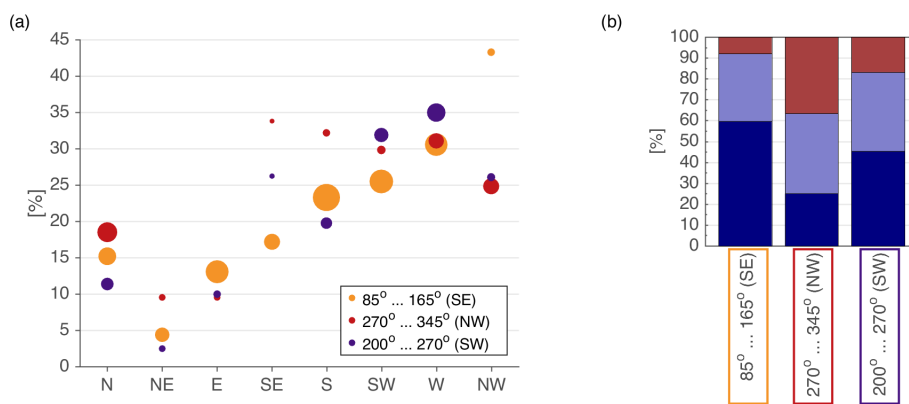 (a)
45
40
35
30
25
20
15
10
5
0
[%]
N NE E SE S SW W NW
85° ... 165° (SE)
270° ... 345° (NW)
200° ... 270° (SW)
(b)
100
90
80
70
60
50
40
30
20
10
0
[%]
85° ... 165° (SE)
270° ... 345° (NW)
200° ... 270° (SW)